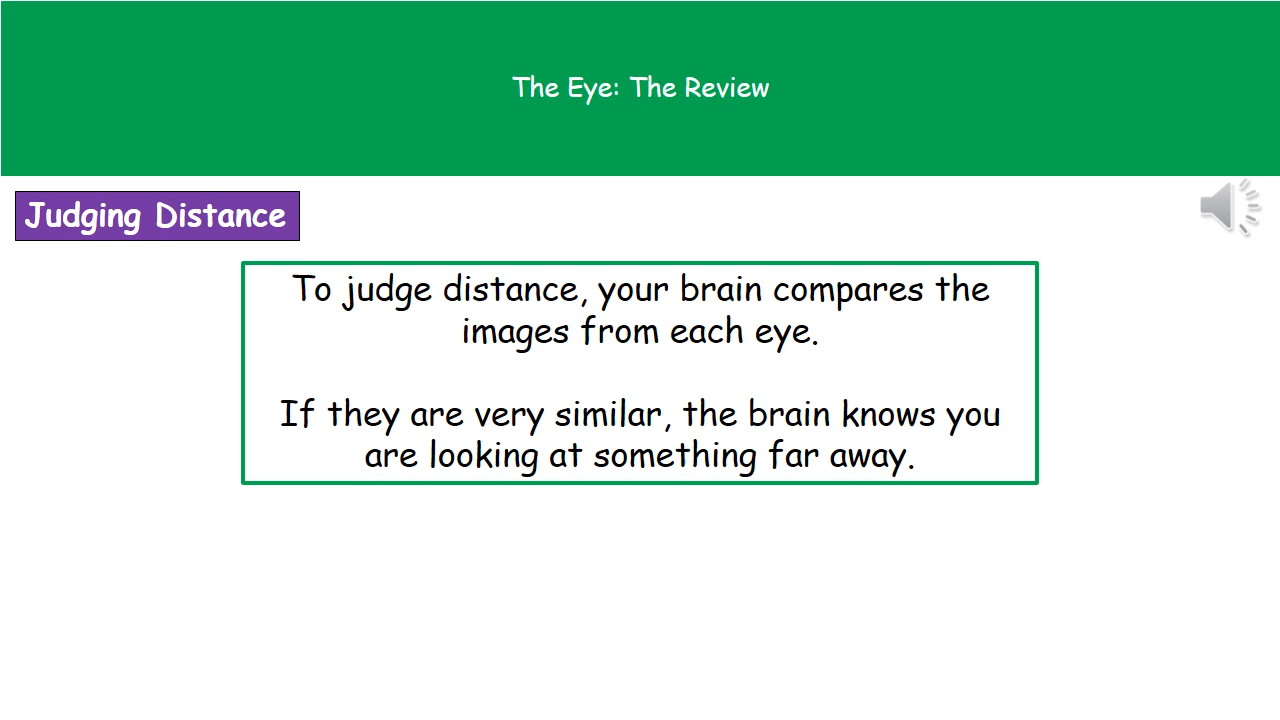 The Eye: The Review
Judging Distance
To judge distance, your brain compares the
images from each eye.
If they are very similar, the brain knows you
are looking at something far away.